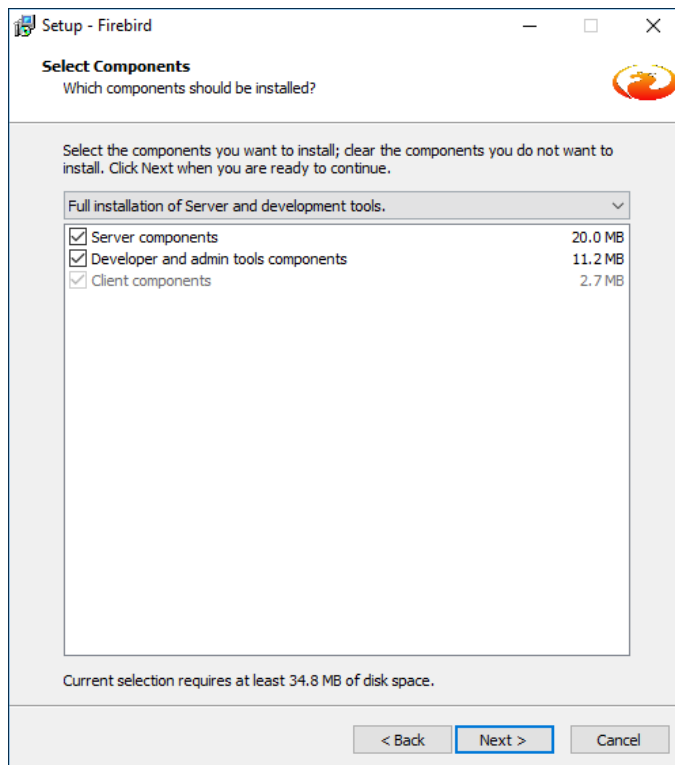 Setup - Firebird
Select Components
Which components should be installed?
Select the components you want to install; clear the components you do not want to
install. Click Next when you are ready to continue.
Full installation of Server and development tools.
Server components 20.0 MB
Developer and admin tools components 11.2 MB
Client components 2.7 MB
Current selection requires at least 34.8 MB of disk space.
< Back Next > Cancel